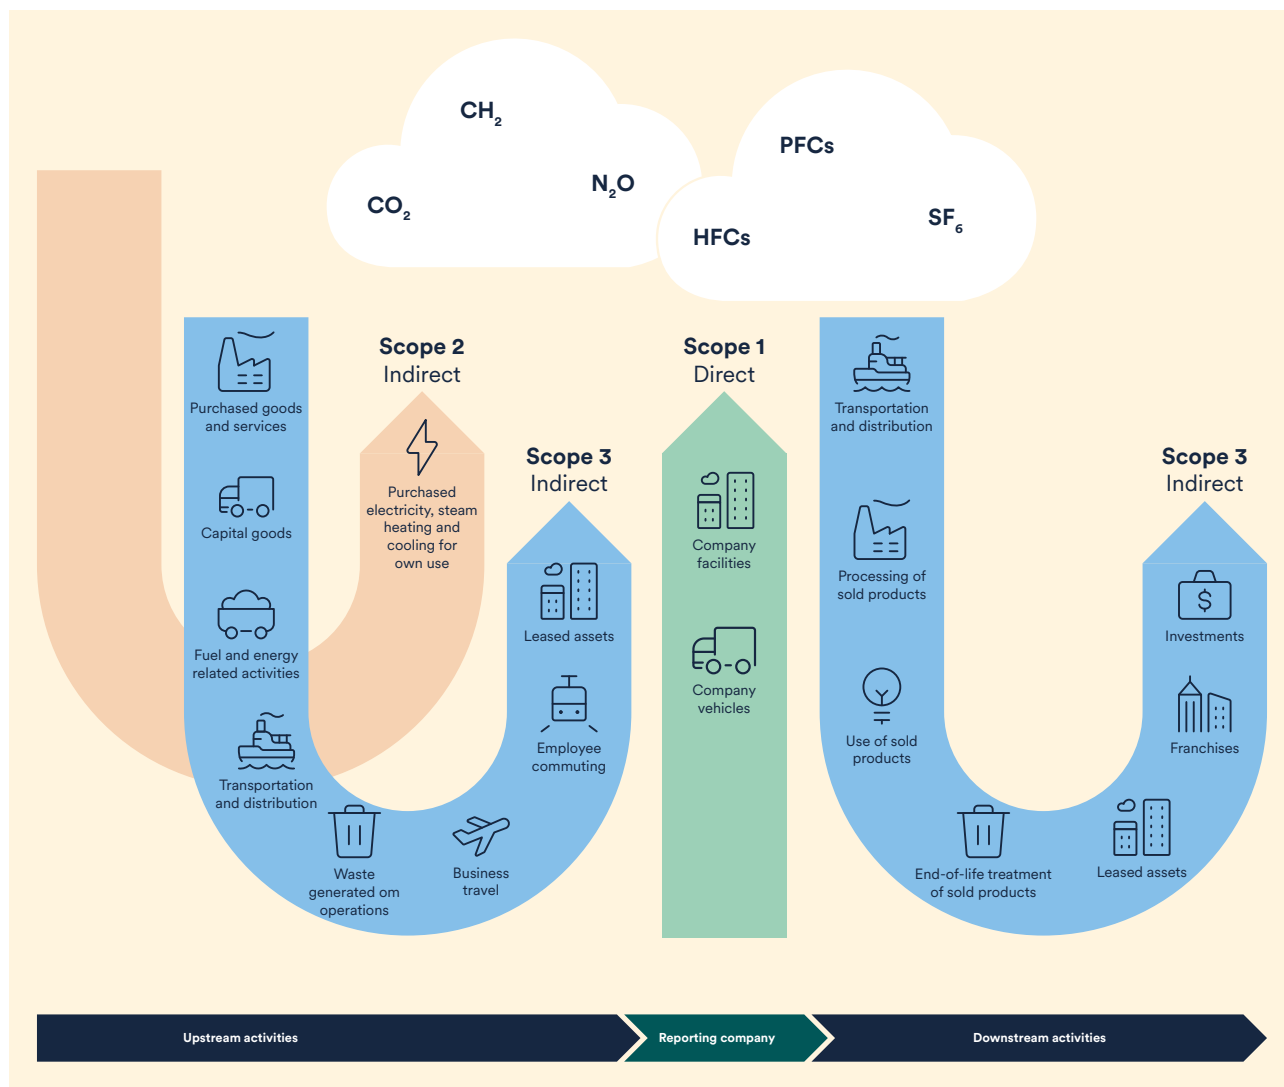 CH₂
CO₂
N₂O
PFCs
HFCs
SF₆
Purchased goods
and services
Capital goods
Fuel and energy
related activities
Transportation
and distribution
Waste
generated om
operations
Business
travel
Employee
commuting
Leased assets
Scope 3
Indirect
Scope 2
Indirect
Purchased
electricity, steam
heating and
cooling for
own use
Scope 1
Direct
Company
facilities
Company
vehicles
Transportation
and distribution
Processing of
sold products
Use of sold
products
End-of-life treatment
of sold products
Leased assets
Franchises
Investments
Scope 3
Indirect
Upstream activities
Reporting company
Downstream activities